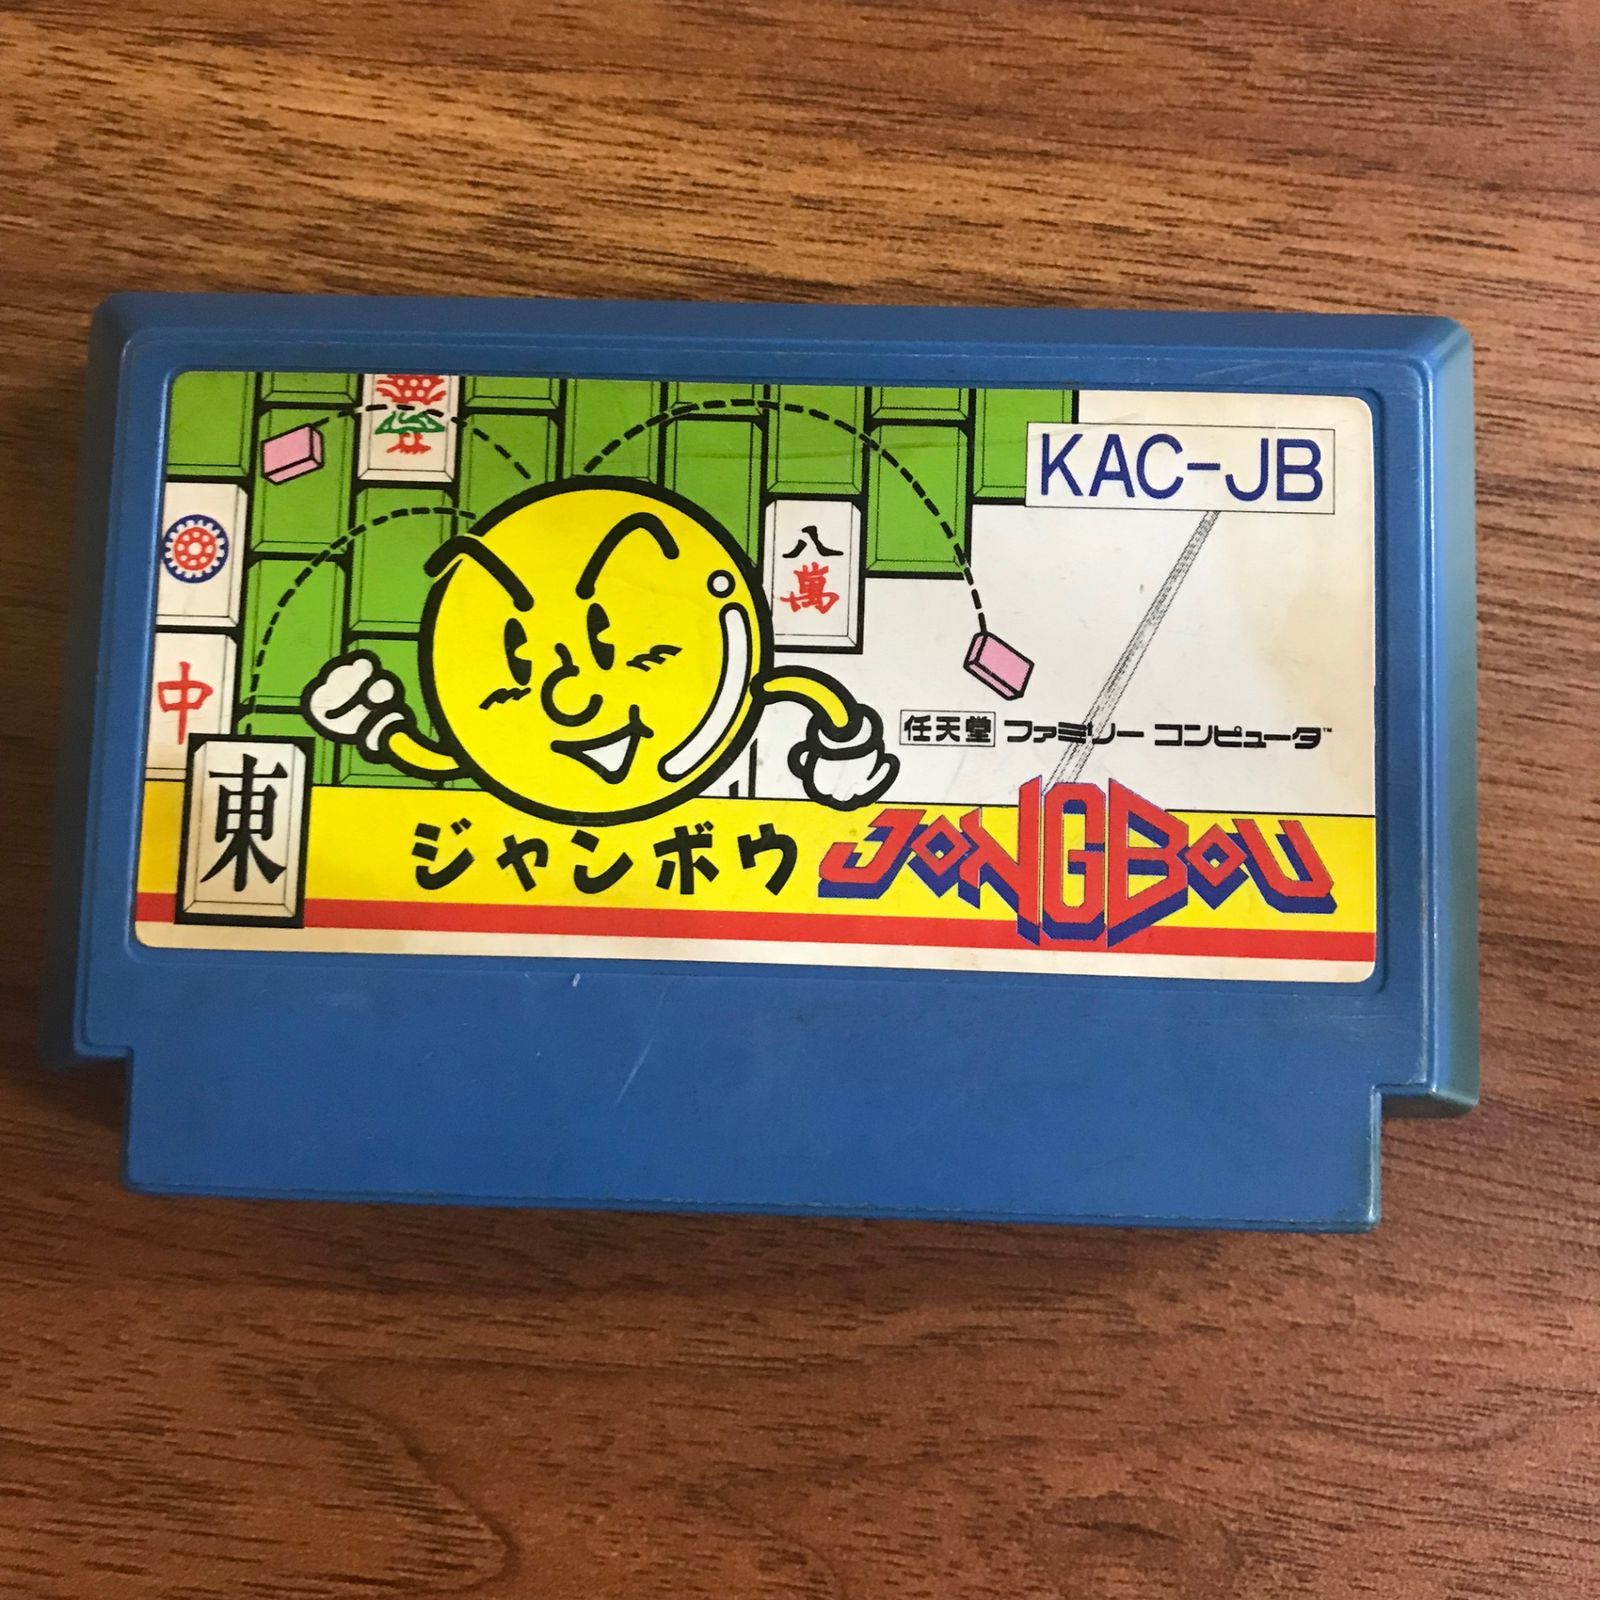 KAC-JB
八
萬
中
任天堂 ファミリー コンピュータ™
東
ジャンボウ JONGBOU